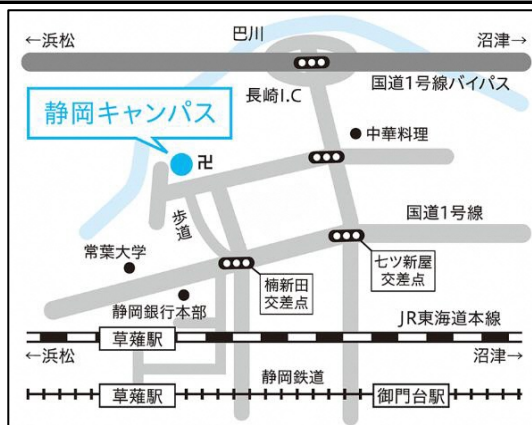 ←浜松
巴川
沼津→
長崎I.C
国道1号線バイパス
静岡キャンパス
卍
中華料理
歩道
国道1号線
常葉大学
楠新田
交差点
七ツ新屋
交差点
静岡銀行本部
JR東海道本線
←浜松
草薙駅
沼津→
静岡鉄道
草薙駅
御門台駅